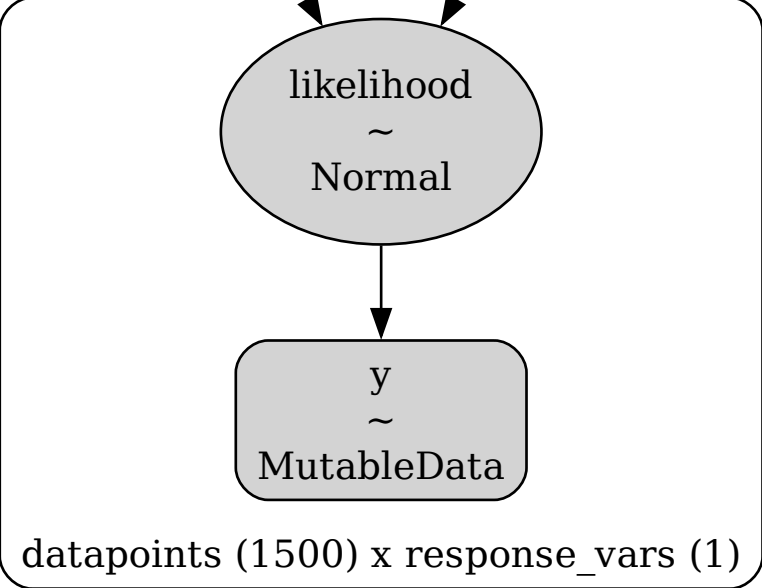 likelihood
~
Normal
y
~
MutableData
datapoints (1500) x response_vars (1)